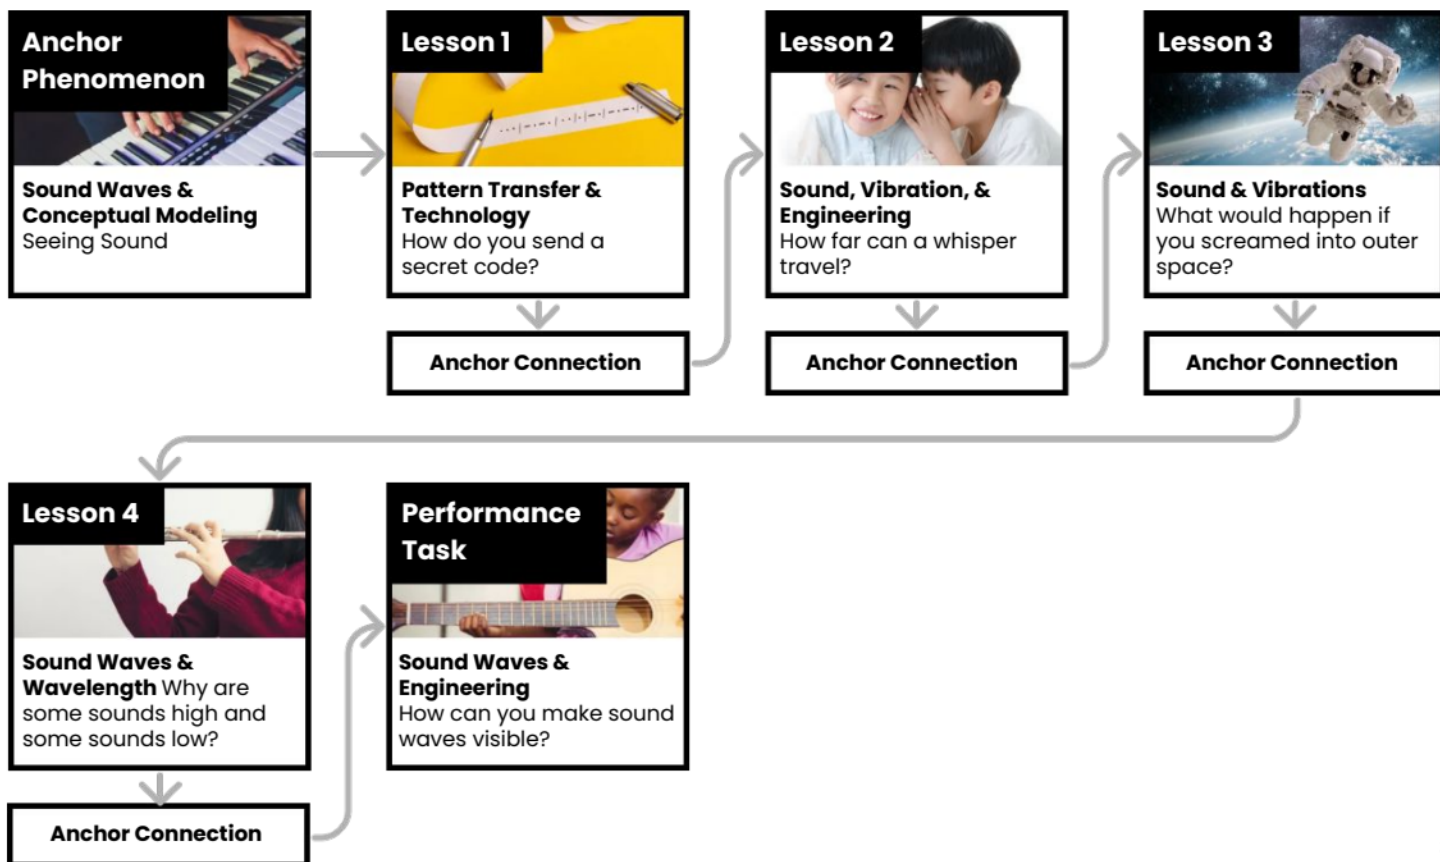 Anchor
Phenomenon
Sound Waves &
Conceptual Modeling
Seeing Sound
Lesson 1
Pattern Transfer &
Technology
How do you send a
secret code?
Anchor Connection
Lesson 2
Sound, Vibration, &
Engineering
How far can a whisper
travel?
Anchor Connection
Lesson 3
Sound & Vibrations
What would happen if
you screamed into outer
space?
Anchor Connection
Lesson 4
Sound Waves &
Wavelength Why are
some sounds high and
some sounds low?
Anchor Connection
Performance
Task
Sound Waves &
Engineering
How can you make sound
waves visible?